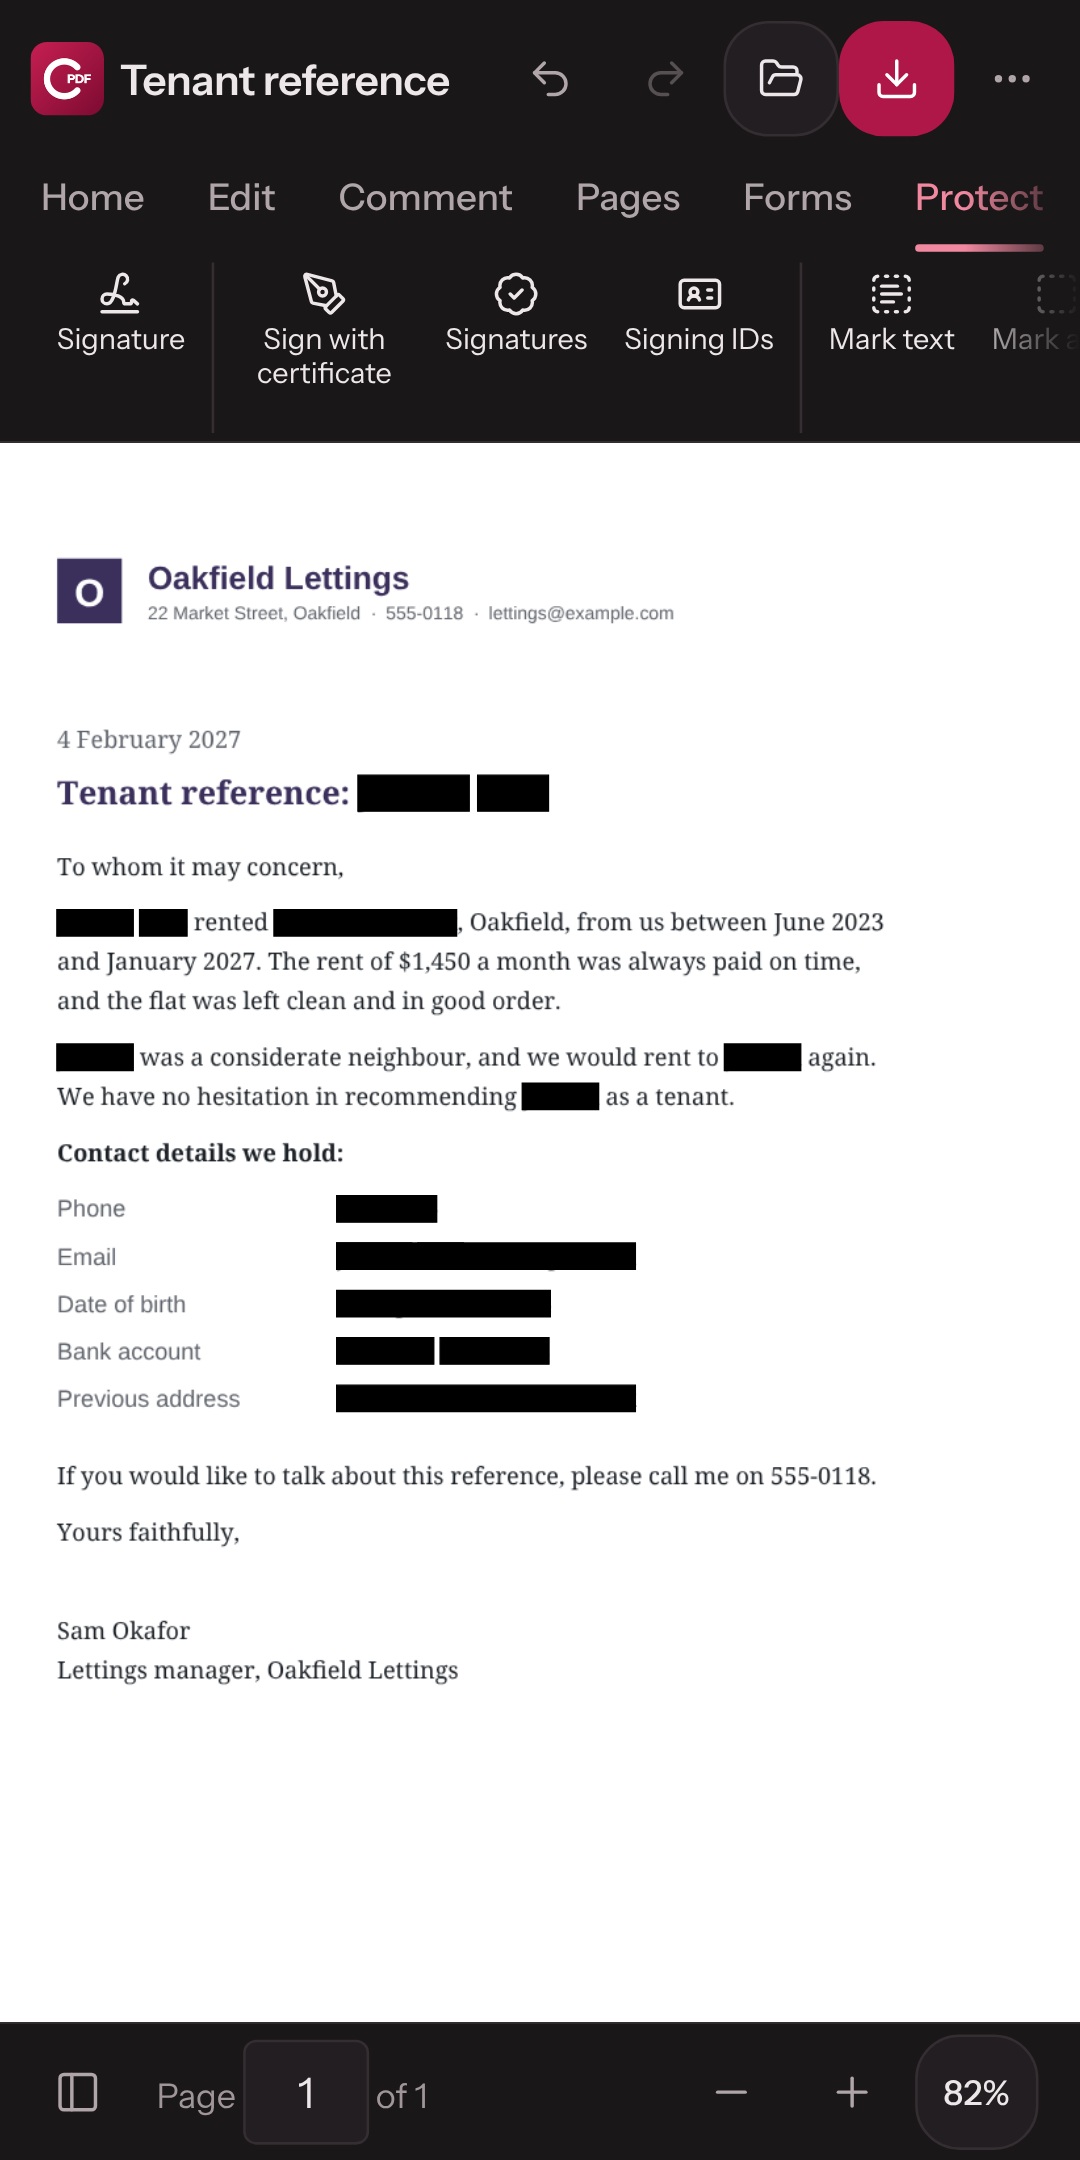 PDF Tenant reference
Home Edit Comment Pages Forms Protect
Signature Sign with certificate Signatures Signing IDs Mark text Mark
O
Oakfield Lettings
22 Market Street, Oakfield · 555-0118 · lettings@example.com
4 February 2027
Tenant reference:
To whom it may concern,
rented , Oakfield, from us between June 2023
and January 2027. The rent of $1,450 a month was always paid on time,
and the flat was left clean and in good order.
was a considerate neighbour, and we would rent to again.
We have no hesitation in recommending as a tenant.
Contact details we hold:
Phone
Email
Date of birth
Bank account
Previous address
If you would like to talk about this reference, please call me on 555-0118.
Yours faithfully,
Sam Okafor
Lettings manager, Oakfield Lettings
Page 1 of 1 82%